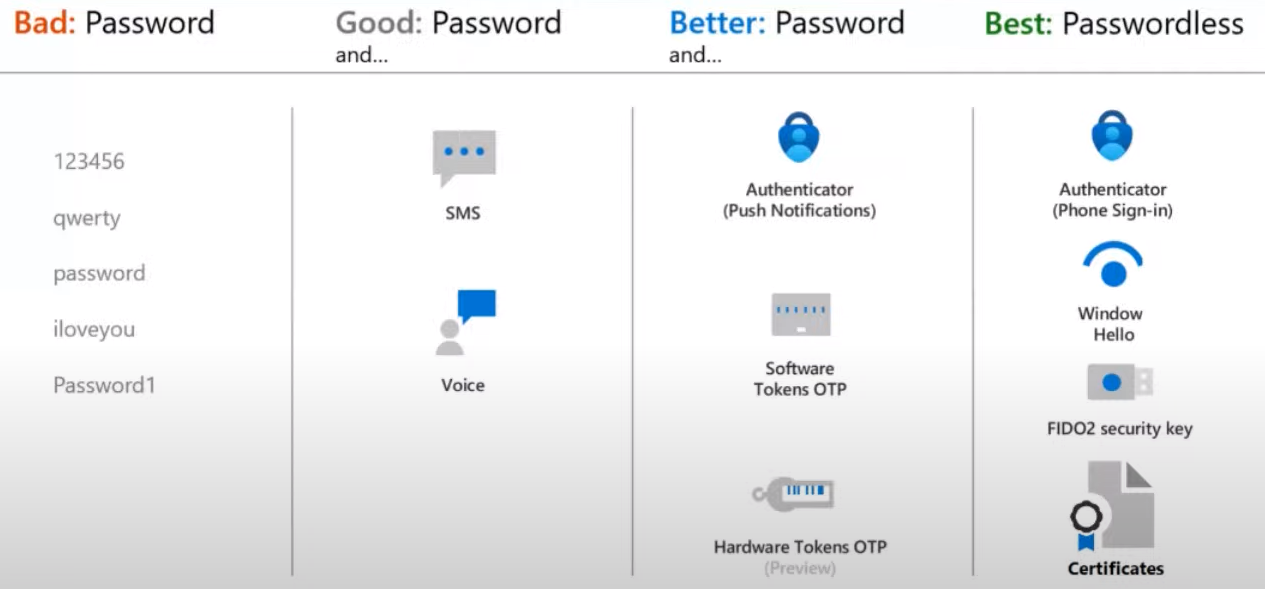 Bad: Password
123456
qwerty
password
iloveyou
Password1
Good: Password
and...
SMS
Voice
Better: Password
and...
Authenticator
(Push Notifications)
Software
Tokens OTP
Hardware Tokens OTP
(Preview)
Best: Passwordless
Authenticator
(Phone Sign-in)
Window
Hello
FIDO2 security key
Certificates